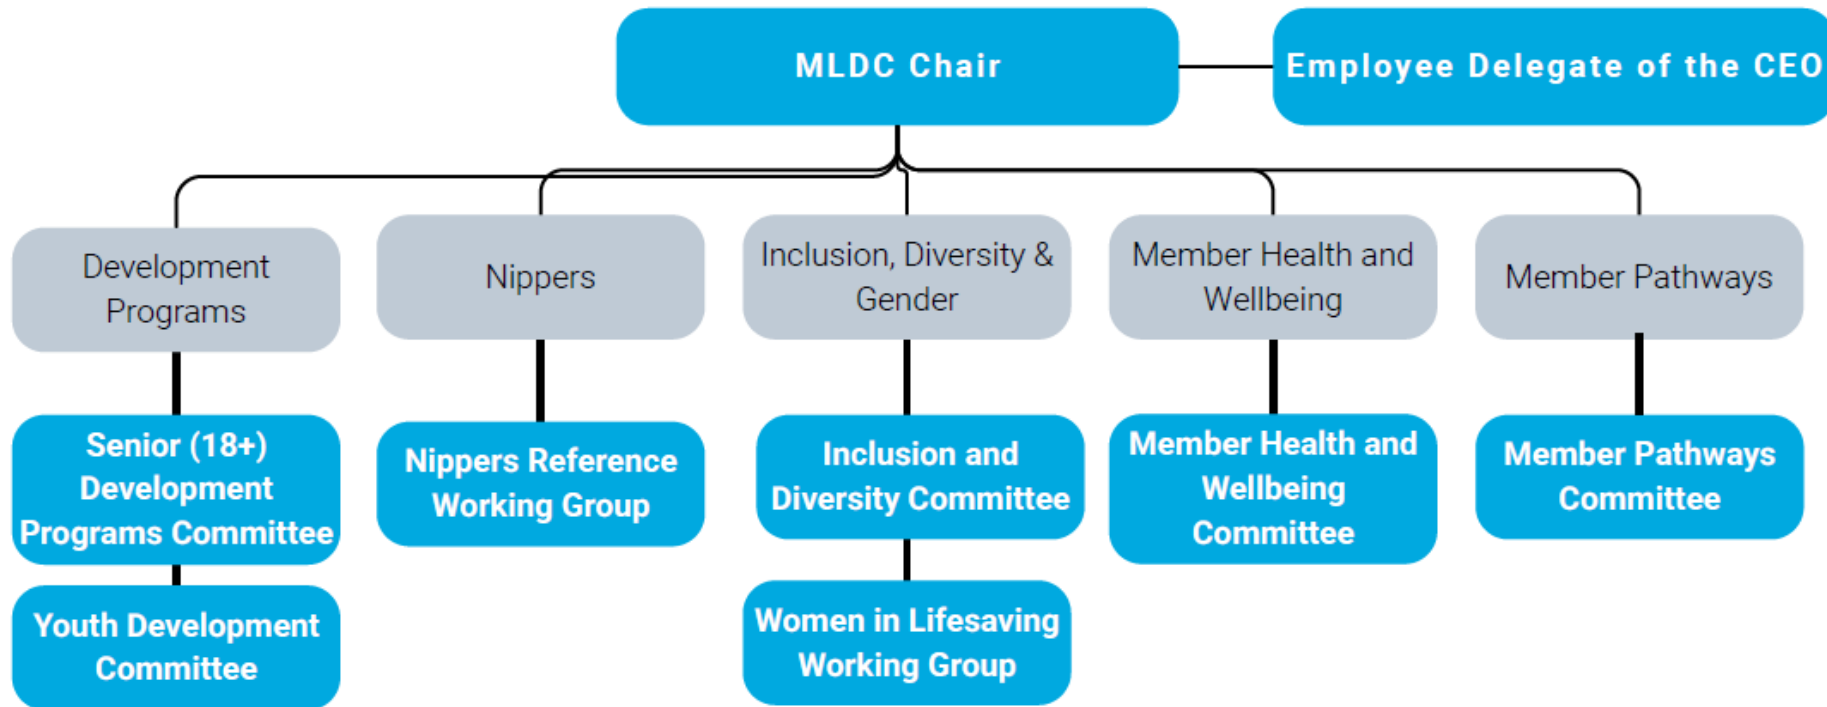 MLDC Chair
Employee Delegate of the CEO
Development
Programs
Nippers
Inclusion, Diversity &
Gender
Member Health and
Wellbeing
Member Pathways
Senior (18+)
Development
Programs Committee
Nippers Reference
Working Group
Inclusion and
Diversity Committee
Member Health and
Wellbeing
Committee
Member Pathways
Committee
Youth Development
Committee
Women in Lifesaving
Working Group